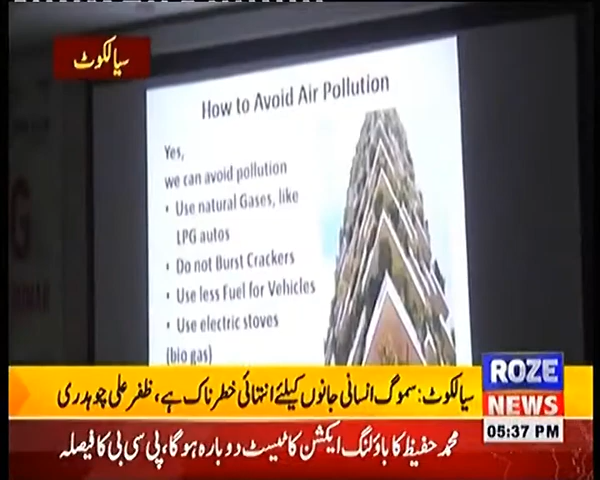 سیالکوٹ
How to Avoid Air Pollution
Yes,
we can avoid pollution
• Use natural Gases, like
LPG autos
• Do not Burst Crackers
• Use less Fuel for Vehicles
• Use electric stoves
(bio gas)
سیالکوٹ: سموگ انسانی جانوں کیلئے انتہائی خطرناک ہے، ظفر علی چوہدری
ROZE
NEWS
05:37 PM
محمد حفیظ کا باؤلنگ ایکشن کا ٹیسٹ دوبارہ ہوگا، پی سی بی کا فیصلہ